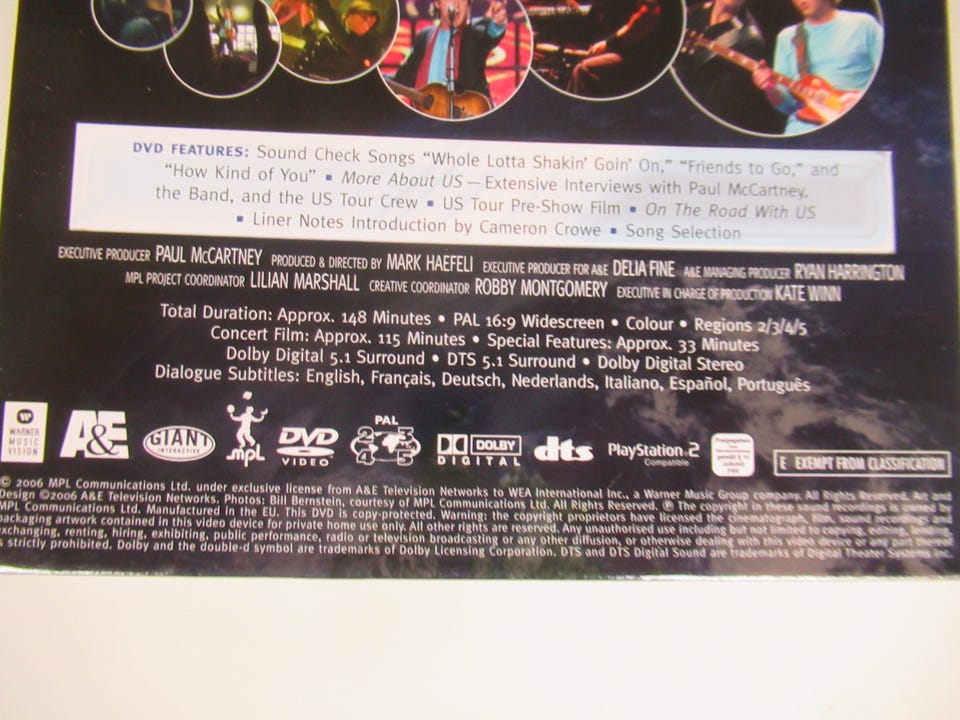 DVD FEATURES: Sound Check Songs “Whole Lotta Shakin’ Goin’ On,” “Friends to Go,” and
“How Kind of You” ▪ More About US — Extensive Interviews with Paul McCartney,
the Band, and the US Tour Crew ▪ US Tour Pre-Show Film ▪ On The Road With US
▪ Liner Notes Introduction by Cameron Crowe ▪ Song Selection
EXECUTIVE PRODUCER PAUL McCARTNEY PRODUCED & DIRECTED BY MARK HAEFELI EXECUTIVE PRODUCER FOR A&E DELIA FINE A&E MANAGING PRODUCER RYAN HARRINGTON
MPL PROJECT COORDINATOR LILIAN MARSHALL CREATIVE COORDINATOR ROBBY MONTGOMERY EXECUTIVE IN CHARGE OF PRODUCTION KATE WINN
Total Duration: Approx. 148 Minutes • PAL 16:9 Widescreen • Colour • Regions 2/3/4/5
Concert Film: Approx. 115 Minutes • Special Features: Approx. 33 Minutes
Dolby Digital 5.1 Surround • DTS 5.1 Surround • Dolby Digital Stereo
Dialogue Subtitles: English, Français, Deutsch, Nederlands, Italiano, Español, Português
WARNER MUSIC VISION
A&E
GIANT INTERACTIVE
mpl
DVD VIDEO
PAL 2 3 4 5
DOLBY DIGITAL
dts
PlayStation 2 Compatible
Freigegeben gemäß § 14
E EXEMPT FROM CLASSIFICATION
© 2006 MPL Communications Ltd. under exclusive license from A&E Television Networks to WEA International Inc., a Warner Music Group company. All Rights Reserved. Art and
Design ©2006 A&E Television Networks. Photos: Bill Bernstein, courtesy of MPL Communications Ltd. All Rights Reserved. ℗ The copyright in these sound recordings is owned by
MPL Communications Ltd. Manufactured in the EU. This DVD is copy-protected. Warning: the copyright proprietors have licensed the cinematograph, film, sound recordings and
packaging artwork contained in this video device for private home use only. All other rights are reserved. Any unauthorised use including copying, editing,
exchanging, renting, hiring, exhibiting, public performance, radio or television broadcasting or any other diffusion, or otherwise dealing with this video device or any part thereof
is strictly prohibited. Dolby and the double-d symbol are trademarks of Dolby Licensing Corporation. DTS and DTS Digital Sound are trademarks of Digital Theater Systems Inc.